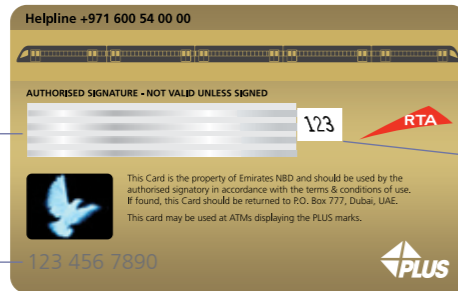 Helpline +971 600 54 00 00
AUTHORISED SIGNATURE - NOT VALID UNLESS SIGNED
123
RTA
This Card is the property of Emirates NBD and should be used by the
authorised signatory in accordance with the terms & conditions of use.
If found, this Card should be returned to P.O. Box 777, Dubai, UAE.
This card may be used at ATMs displaying the PLUS marks.
123 456 7890
PLUS